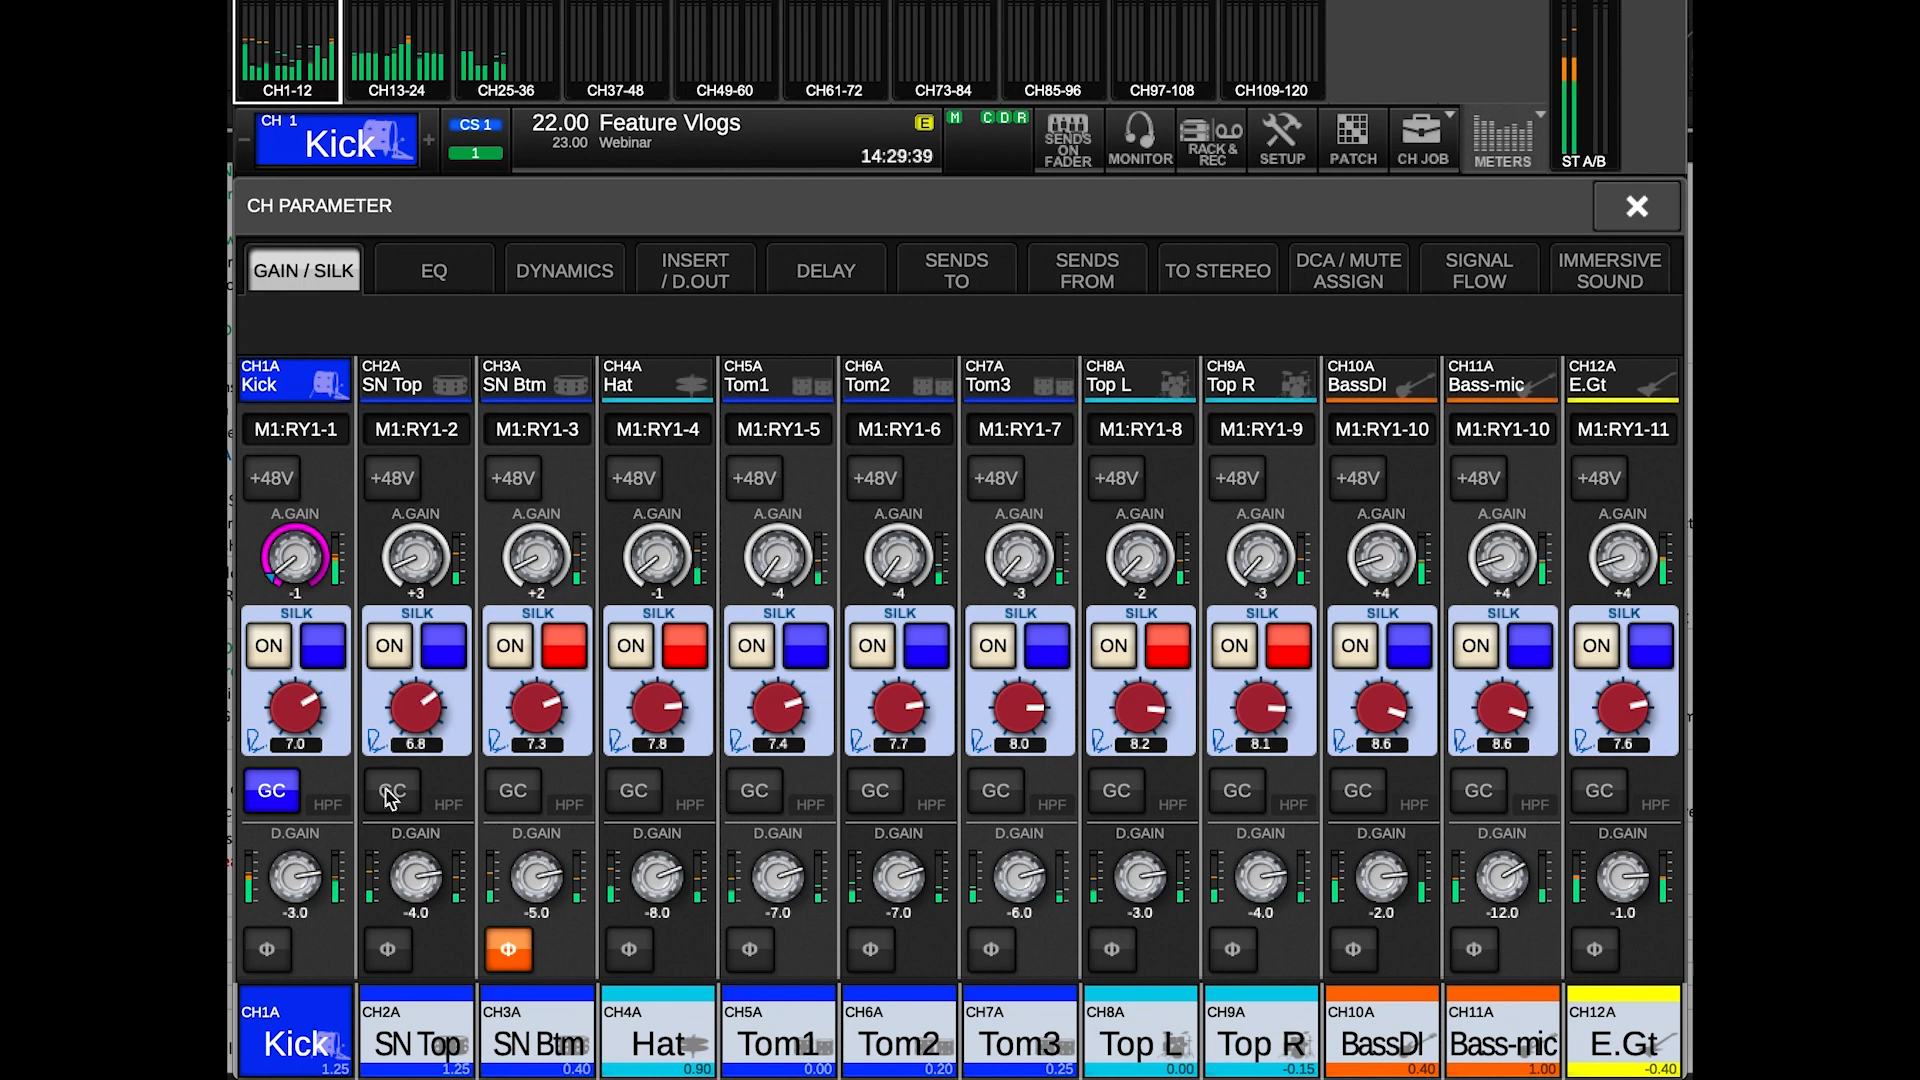 CH1-12 CH13-24 CH25-36 CH37-48 CH49-60 CH61-72 CH73-84 CH85-96 CH97-108 CH109-120
CH 1 CS 1 22.00 Feature Vlogs E M C D R
Kick 1 23.00 Webinar 14:29:39
SENDS ON FADER MONITOR RACK & REC SETUP PATCH CH JOB METERS ST A/B
CH PARAMETER
GAIN / SILK EQ DYNAMICS INSERT / D.OUT DELAY SENDS TO SENDS FROM TO STEREO DCA / MUTE ASSIGN SIGNAL FLOW IMMERSIVE SOUND
CH1A CH2A CH3A CH4A CH5A CH6A CH7A CH8A CH9A CH10A CH11A CH12A
Kick SN Top SN Btm Hat Tom1 Tom2 Tom3 Top L Top R BassDI Bass-mic E.Gt
M1:RY1-1 M1:RY1-2 M1:RY1-3 M1:RY1-4 M1:RY1-5 M1:RY1-6 M1:RY1-7 M1:RY1-8 M1:RY1-9 M1:RY1-10 M1:RY1-10 M1:RY1-11
+48V +48V +48V +48V +48V +48V +48V +48V +48V +48V +48V +48V
A.GAIN A.GAIN A.GAIN A.GAIN A.GAIN A.GAIN A.GAIN A.GAIN A.GAIN A.GAIN A.GAIN A.GAIN
-1 +3 +2 -1 -4 -4 -3 -2 -3 +4 +4 +4
SILK SILK SILK SILK SILK SILK SILK SILK SILK SILK SILK SILK
ON ON ON ON ON ON ON ON ON ON ON ON
7.0 6.8 7.3 7.8 7.4 7.7 8.0 8.2 8.1 8.6 8.6 7.6
GC HPF GC HPF GC HPF GC HPF GC HPF GC HPF GC HPF GC HPF GC HPF GC HPF GC HPF GC HPF
D.GAIN D.GAIN D.GAIN D.GAIN D.GAIN D.GAIN D.GAIN D.GAIN D.GAIN D.GAIN D.GAIN D.GAIN
-3.0 -4.0 -5.0 -8.0 -7.0 -7.0 -6.0 -3.0 -4.0 -2.0 -12.0 -1.0
Φ Φ Φ Φ Φ Φ Φ Φ Φ Φ Φ Φ
CH1A CH2A CH3A CH4A CH5A CH6A CH7A CH8A CH9A CH10A CH11A CH12A
Kick SN Top SN Btm Hat Tom1 Tom2 Tom3 Top L Top R BassDI Bass-mic E.Gt
1.25 1.25 0.40 0.90 0.00 0.20 0.25 0.00 -0.15 0.40 1.00 -0.40